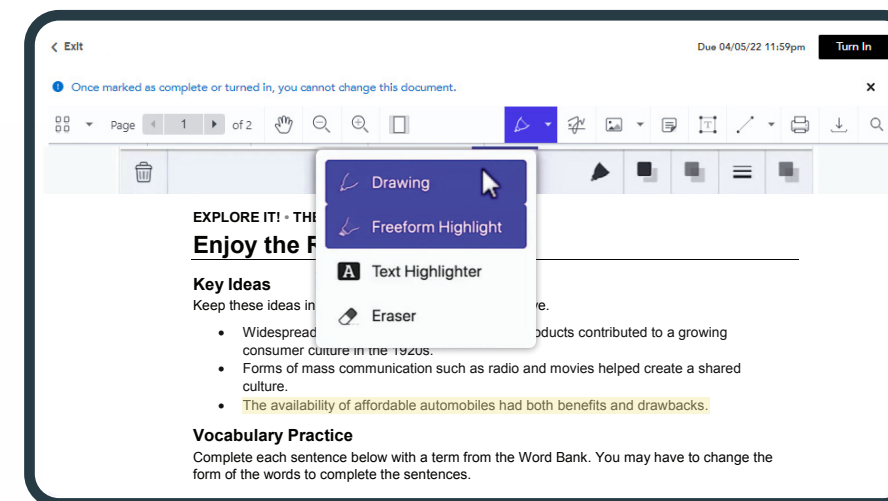 Exit
Due 04/05/22 11:59pm
Turn In
Once marked as complete or turned in, you cannot change this document.
Page 1 of 2
Drawing
Freeform Highlight
A Text Highlighter
Eraser
EXPLORE IT! •
Enjoy the
Key Ideas
Keep these ideas in
Widespread contributed to a growing
consumer culture in the 1920s.
• Forms of mass communication such as radio and movies helped create a shared
culture.
• The availability of affordable automobiles had both benefits and drawbacks.
Vocabulary Practice
Complete each sentence below with a term from the Word Bank. You may have to change the
form of the words to complete the sentences.